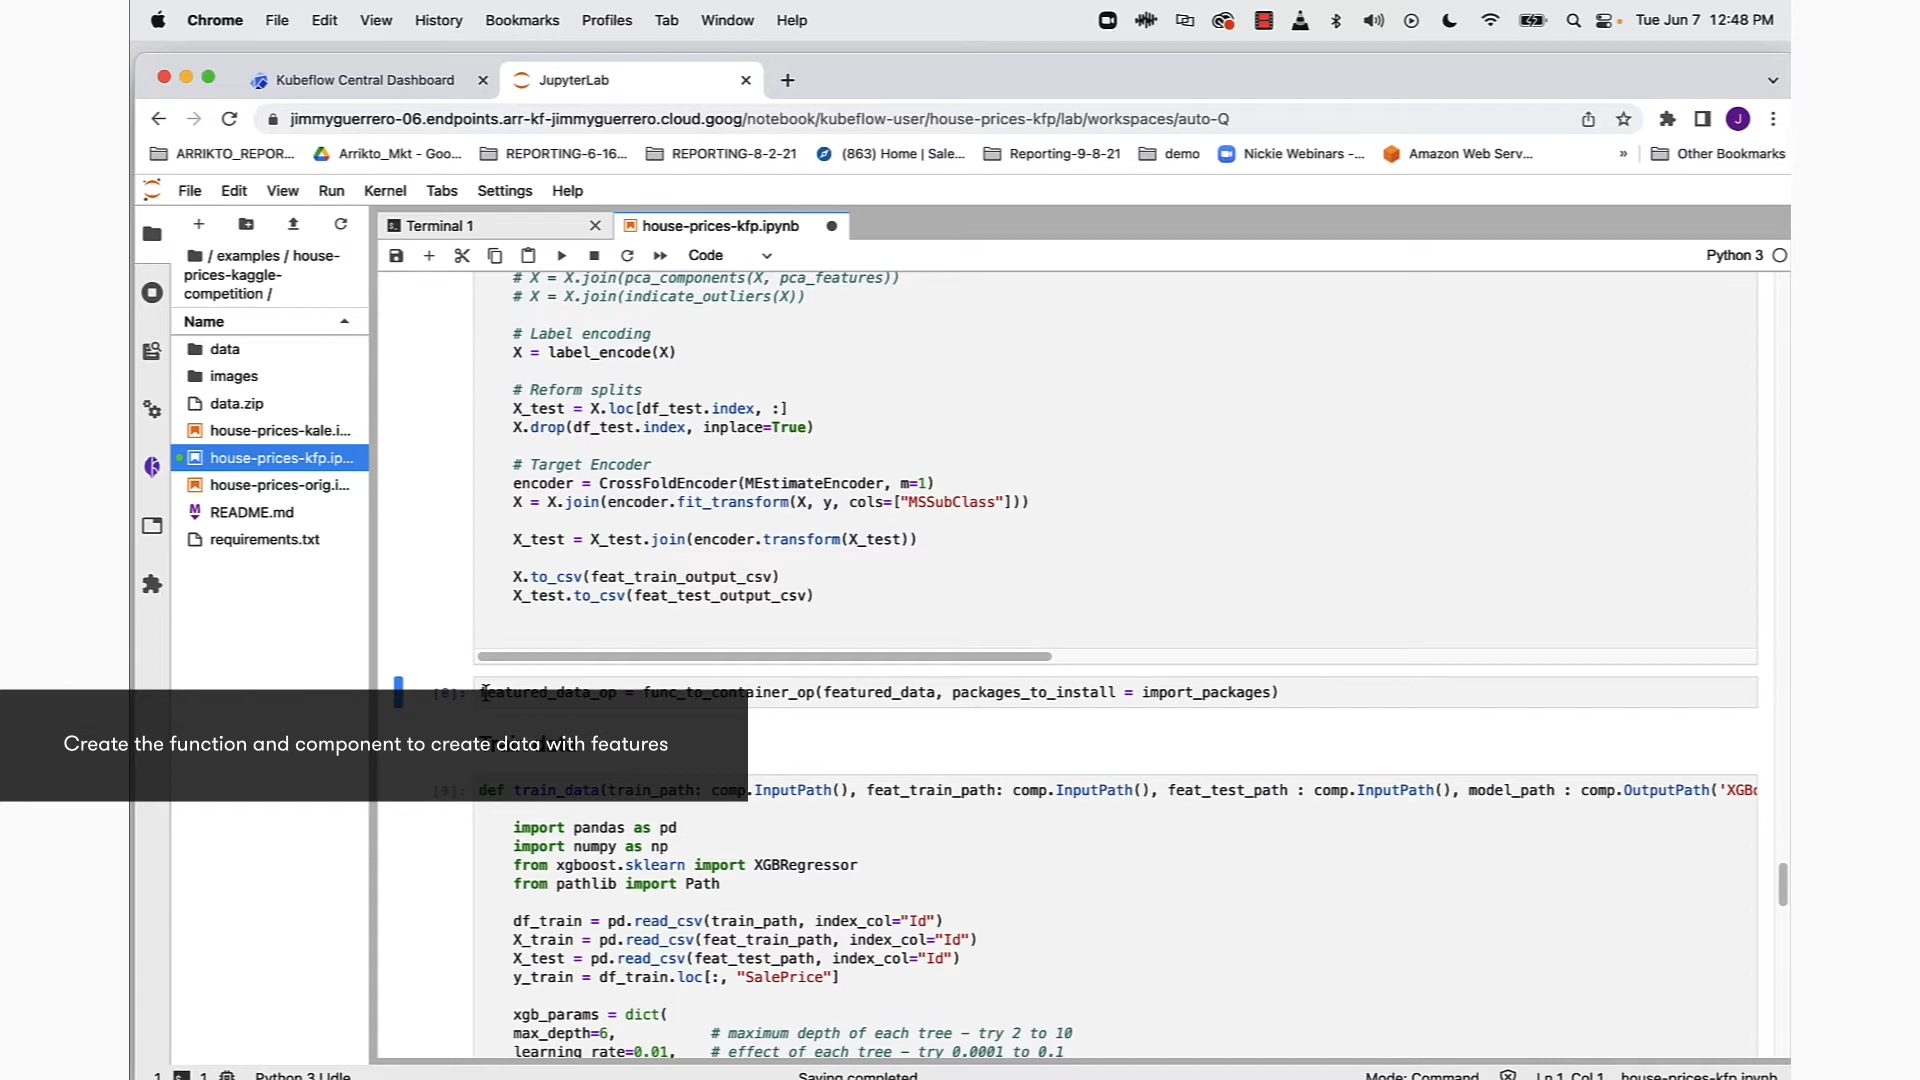 Chrome File Edit View History Bookmarks Profiles Tab Window Help Tue Jun 7 12:48 PM
Kubeflow Central Dashboard JupyterLab
jimmyguerrero-06.endpoints.arr-kf-jimmyguerrero.cloud.goog/notebook/kubeflow-user/house-prices-kfp/lab/workspaces/auto-Q J
ARRIKTO_REPOR... Arrikto_Mkt - Goo... REPORTING-6-16... REPORTING-8-2-21 (863) Home | Sale... Reporting-9-8-21 demo Nickie Webinars -... Amazon Web Serv... » Other Bookmarks
File Edit View Run Kernel Tabs Settings Help
Terminal 1 house-prices-kfp.ipynb
Code Python 3
/ examples / house-
prices-kaggle-
competition /
Name
data
images
data.zip
house-prices-kale.i...
house-prices-kfp.ip...
house-prices-orig.i...
README.md
requirements.txt
# X = X.join(pca_components(X, pca_features))
# X = X.join(indicate_outliers(X))
# Label encoding
X = label_encode(X)
# Reform splits
X_test = X.loc[df_test.index, :]
X.drop(df_test.index, inplace=True)
# Target Encoder
encoder = CrossFoldEncoder(MEstimateEncoder, m=1)
X = X.join(encoder.fit_transform(X, y, cols=["MSSubClass"]))
X_test = X_test.join(encoder.transform(X_test))
X.to_csv(feat_train_output_csv)
X_test.to_csv(feat_test_output_csv)
[8]: featured_data_op = func_to_container_op(featured_data, packages_to_install = import_packages)
Create the function and component to create data with features
[9]: def train_data(train_path: comp.InputPath(), feat_train_path: comp.InputPath(), feat_test_path : comp.InputPath(), model_path : comp.OutputPath('XGBo
import pandas as pd
import numpy as np
from xgboost.sklearn import XGBRegressor
from pathlib import Path
df_train = pd.read_csv(train_path, index_col="Id")
X_train = pd.read_csv(feat_train_path, index_col="Id")
X_test = pd.read_csv(feat_test_path, index_col="Id")
y_train = df_train.loc[:, "SalePrice"]
xgb_params = dict(
max_depth=6, # maximum depth of each tree – try 2 to 10
learning_rate=0.01, # effect of each tree – try 0.0001 to 0.1
1 1 Python 3 | Idle Saving completed Mode: Command Ln 1, Col 1 house-prices-kfp.ipynb